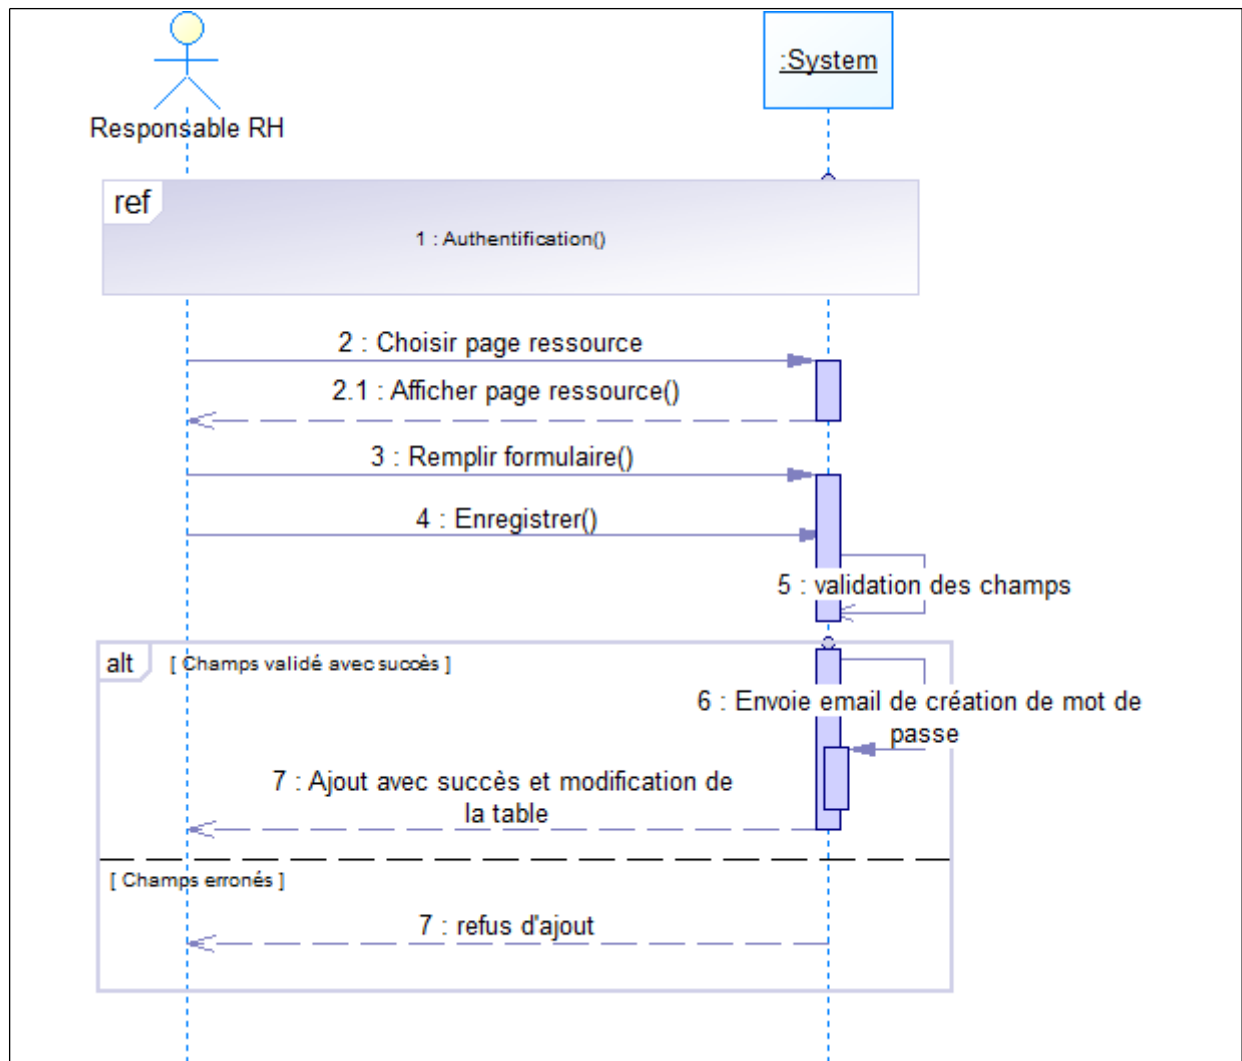 :System
Responsable RH
ref
1 : Authentification()
2 : Choisir page ressource
2.1 : Afficher page ressource()
3 : Remplir formulaire()
4 : Enregistrer()
5 : validation des champs
alt [ Champs validé avec succès ]
6 : Envoie email de création de mot de
passe
7 : Ajout avec succès et modification de
la table
[ Champs erronés ]
7 : refus d'ajout